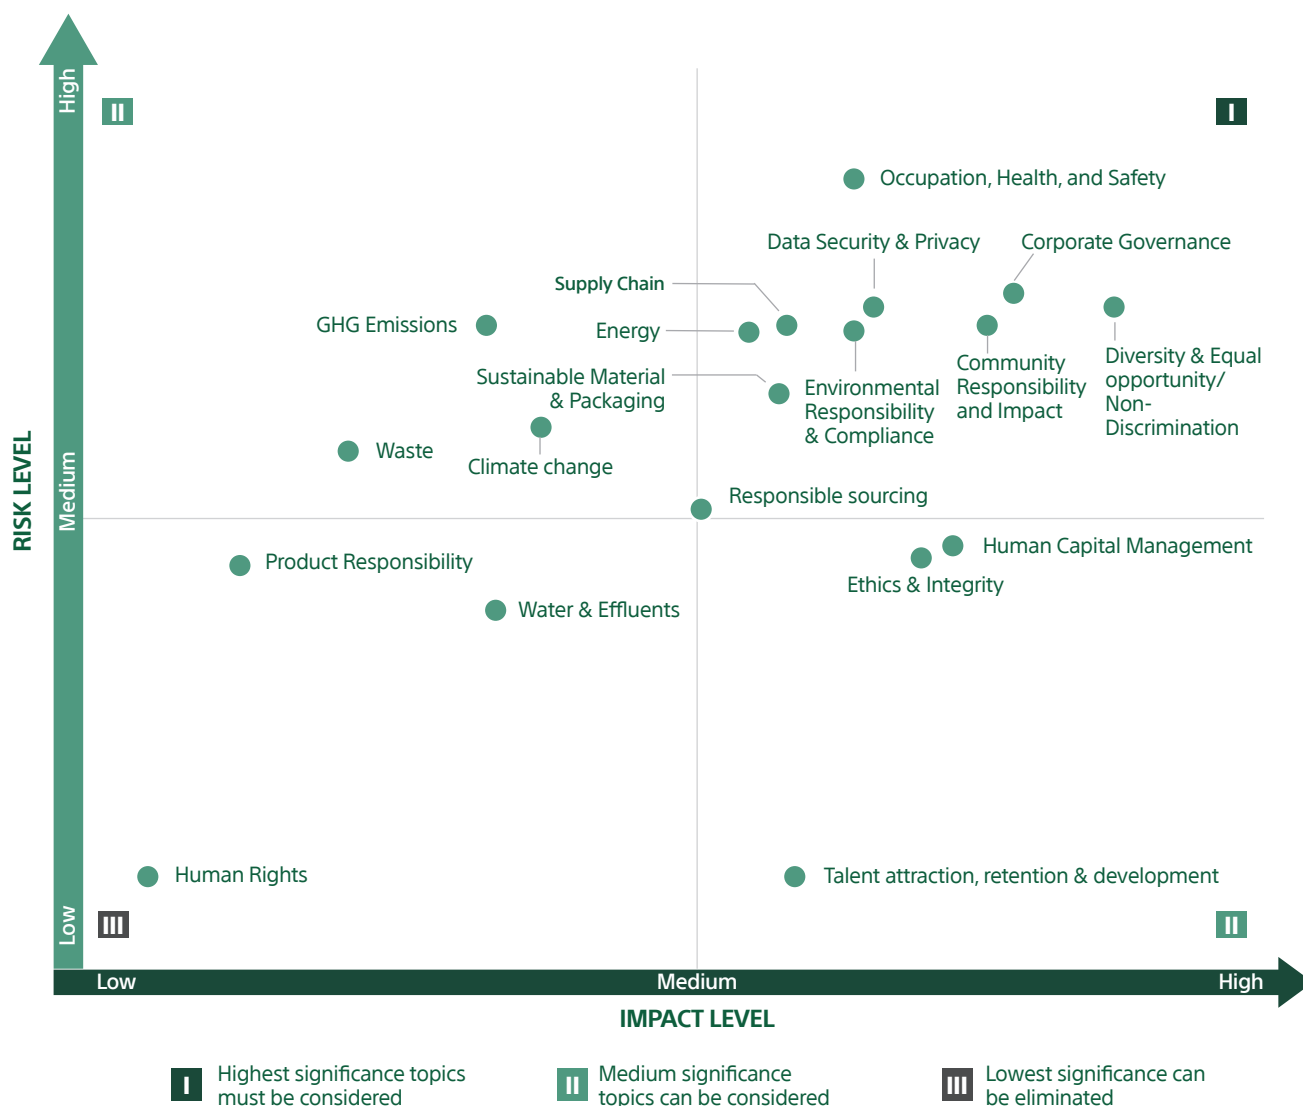 High
II
I
Occupation, Health, and Safety
Data Security & Privacy
Corporate Governance
Supply Chain
GHG Emissions
Energy
Sustainable Material
& Packaging
Environmental
Responsibility
& Compliance
Community
Responsibility
and Impact
Diversity & Equal
opportunity/
Non-
Discrimination
Waste
Climate change
RISK LEVEL
Medium
Responsible sourcing
Product Responsibility
Human Capital Management
Ethics & Integrity
Water & Effluents
Human Rights
Talent attraction, retention & development
Low
III
II
Low
Medium
High
IMPACT LEVEL
I
Highest significance topics
must be considered
II
Medium significance
topics can be considered
III
Lowest significance can
be eliminated